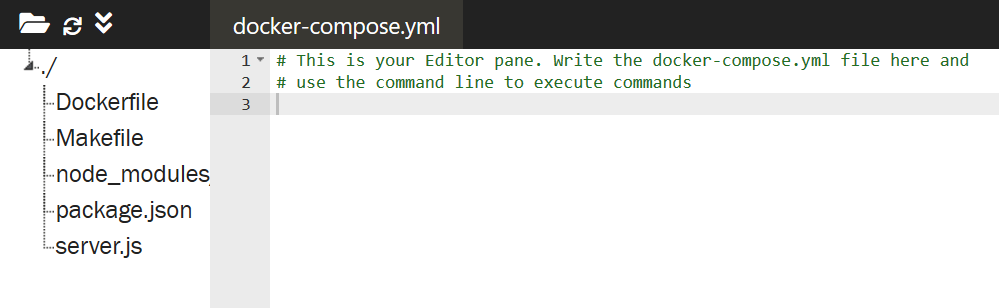 docker-compose.yml
./
Dockerfile
Makefile
node_modules
package.json
server.js
1 # This is your Editor pane. Write the docker-compose.yml file here and
2 # use the command line to execute commands
3